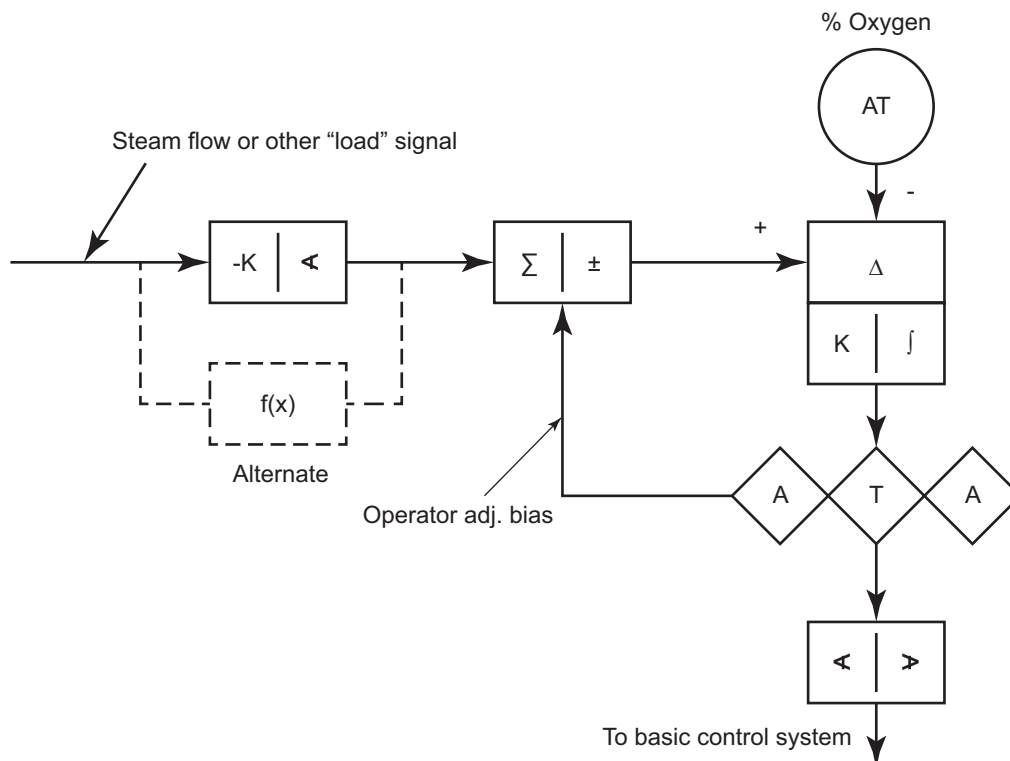 % Oxygen
AT
Steam flow or other “load” signal
-
+
-K ≮
Σ ±
Δ
K ∫
f(x)
Alternate
A T A
Operator adj. bias
≮ ≯
To basic control system